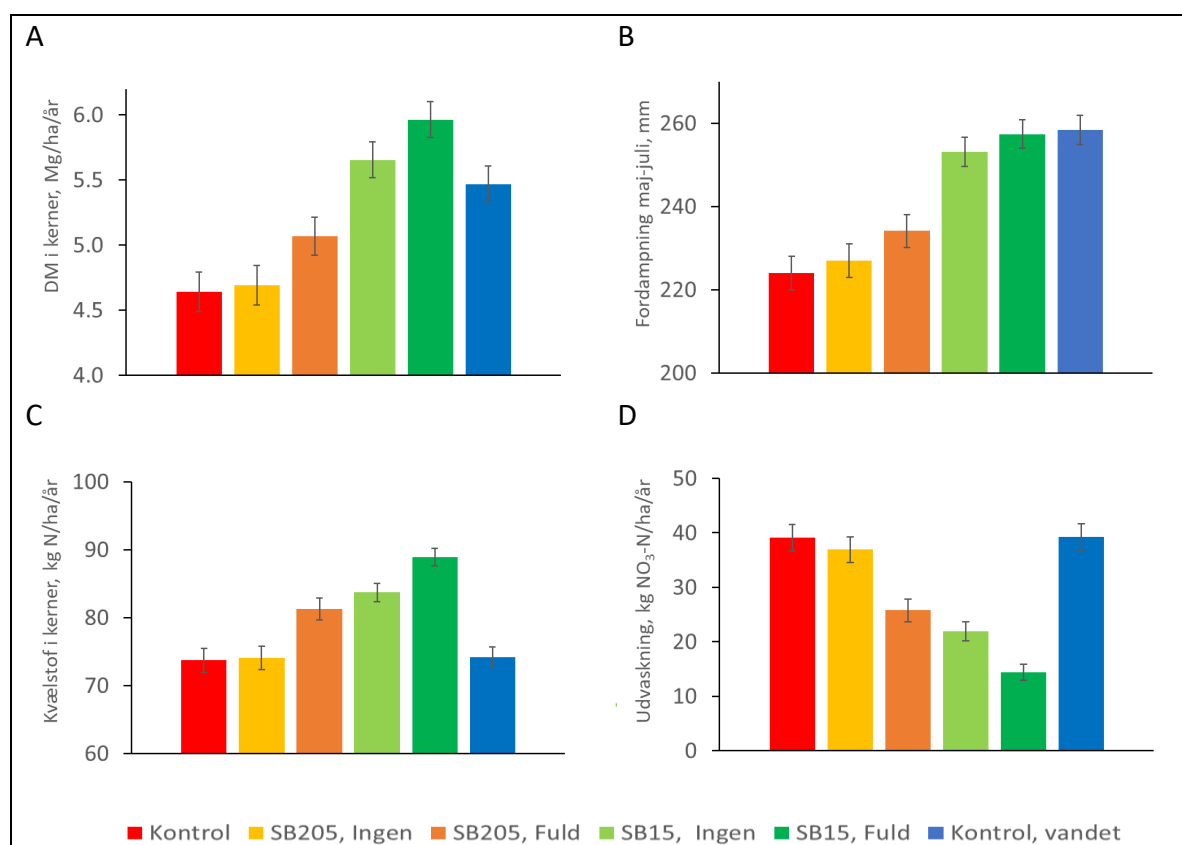 A
DM i kerner, Mg/ha/år
6.0
5.5
5.0
4.5
4.0
B
Fordampning maj-juli, mm
260
240
220
200
C
Kvælstof i kerner, kg N/ha/år
100
90
80
70
60
D
Udvaskning, kg NO₃-N/ha/år
50
40
30
20
10
0
Kontrol SB205, Ingen SB205, Fuld SB15, Ingen SB15, Fuld Kontrol, vandet